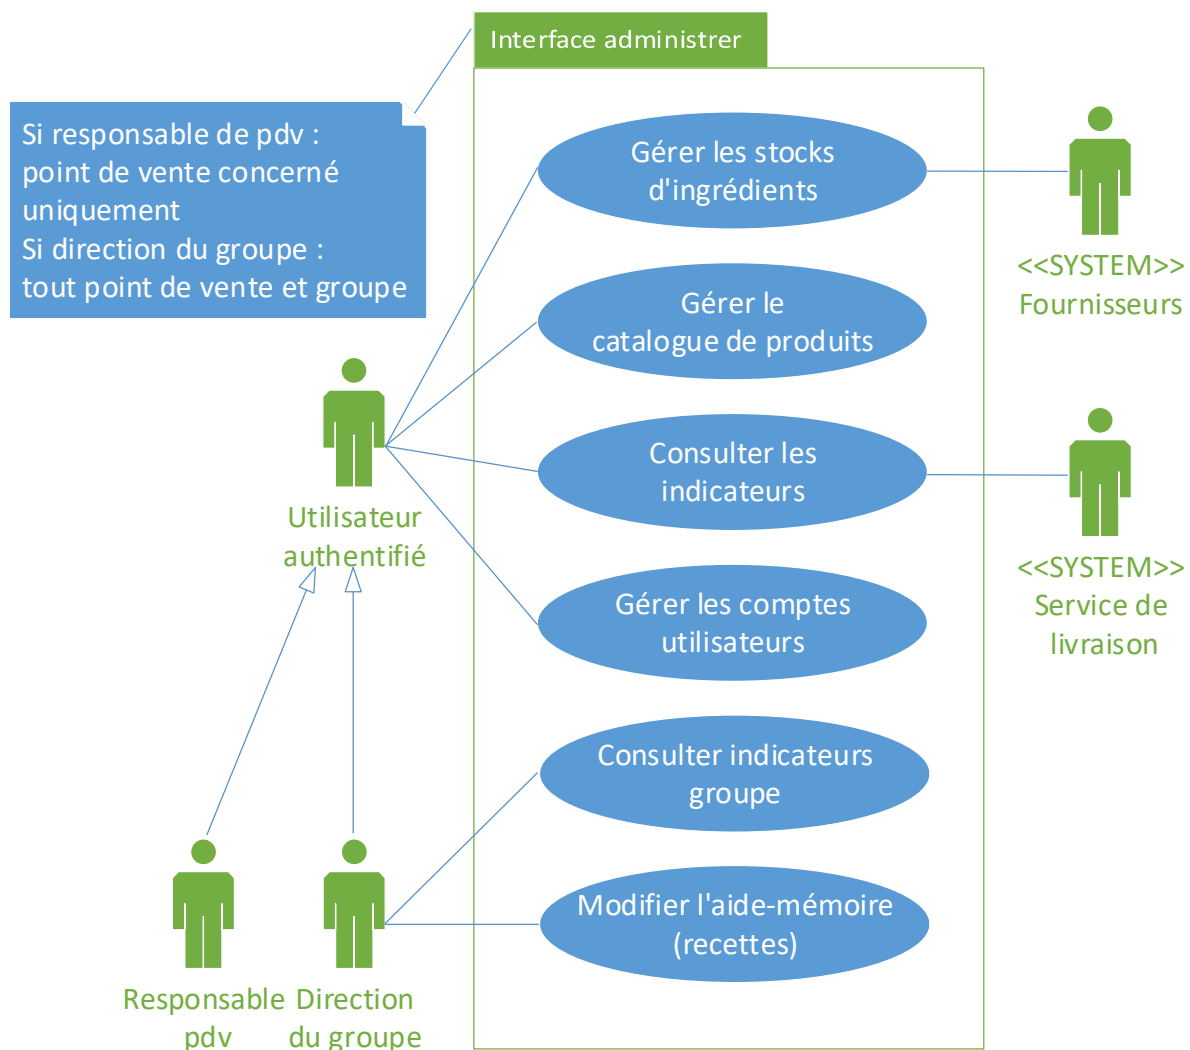 Interface administrer
Si responsable de pdv :
point de vente concerné
uniquement
Si direction du groupe :
tout point de vente et groupe
Gérer les stocks
d'ingrédients
<<SYSTEM>>
Fournisseurs
Gérer le
catalogue de produits
Utilisateur
authentifié
Consulter les
indicateurs
<<SYSTEM>>
Service de
livraison
Gérer les comptes
utilisateurs
Consulter indicateurs
groupe
Modifier l'aide-mémoire
(recettes)
Responsable
pdv
Direction
du groupe